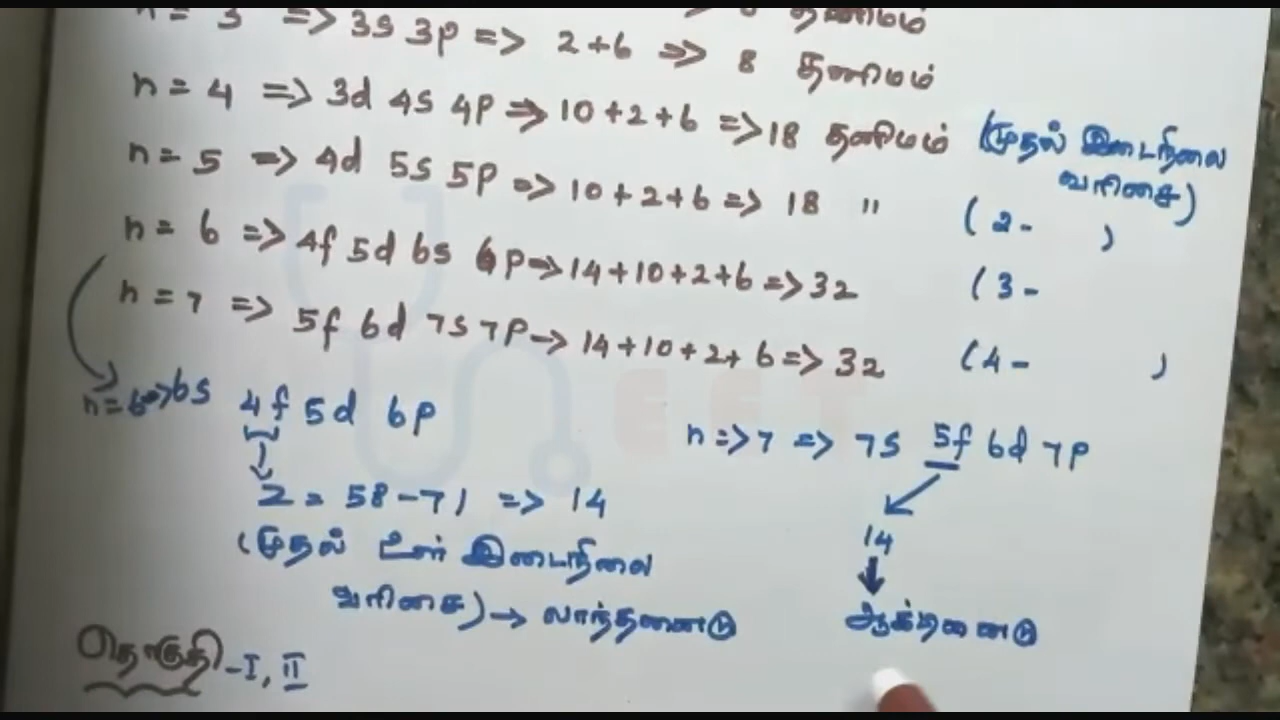 தனிமம்
n = 3 => 3s 3p => 2+6 => 8 தனிமம்
n = 4 => 3d 4s 4p => 10+2+6 => 18 தனிமம் (முதல் இடைநிலை வரிசை)
n = 5 => 4d 5s 5p => 10+2+6 => 18 " ( 2- )
n = 6 => 4f 5d 6s 6p => 14+10+2+6 => 32 ( 3-
n = 7 => 5f 6d 7s 7p -> 14+10+2+6 => 32 ( 4- )
n=6=>6s 4f 5d 6p
Z = 58-71 => 14
(முதல் உள் இடைநிலை
வரிசை) -> லாந்தனைடு
n => 7 => 7s 5f 6d 7p
14
ஆக்டினைடு
தொகுதி -I, II
EET